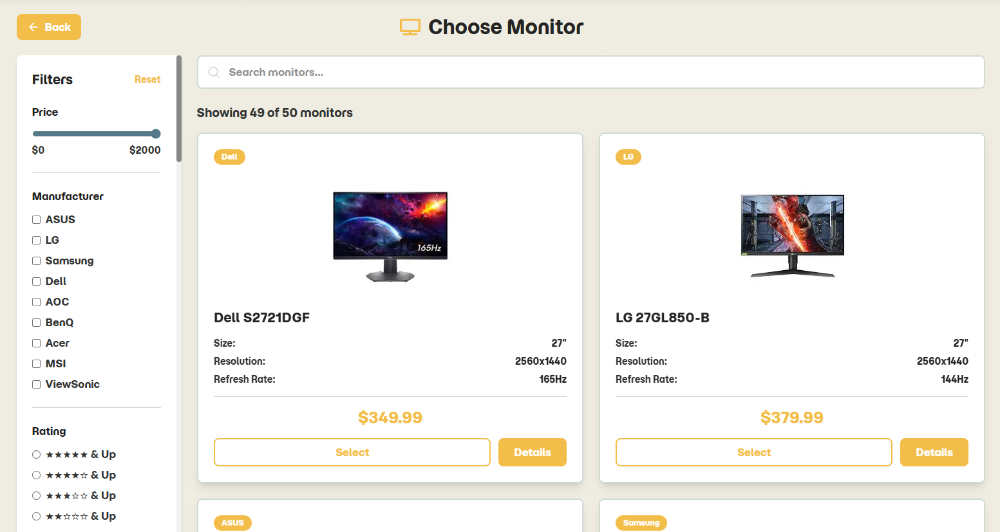 Back
Choose Monitor
Filters
Reset
Price
$0
$2000
Manufacturer
ASUS
LG
Samsung
Dell
AOC
BenQ
Acer
MSI
ViewSonic
Rating
★★★★★ & Up
★★★★☆ & Up
★★★☆☆ & Up
★★☆☆☆ & Up
Search monitors...
Showing 49 of 50 monitors
Dell
165Hz
Dell S2721DGF
Size: 27"
Resolution: 2560x1440
Refresh Rate: 165Hz
$349.99
Select
Details
LG
LG 27GL850-B
Size: 27"
Resolution: 2560x1440
Refresh Rate: 144Hz
$379.99
Select
Details
ASUS
Samsung